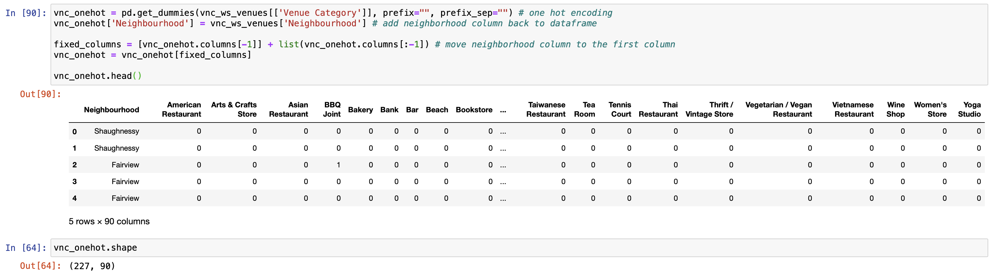 In [90]: vnc_onehot = pd.get_dummies(vnc_ws_venues[['Venue Category']], prefix="", prefix_sep="") # one hot encoding
vnc_onehot['Neighbourhood'] = vnc_ws_venues['Neighbourhood'] # add neighborhood column back to dataframe
fixed_columns = [vnc_onehot.columns[-1]] + list(vnc_onehot.columns[:-1]) # move neighborhood column to the first column
vnc_onehot = vnc_onehot[fixed_columns]
vnc_onehot.head()
Out[90]:
Neighbourhood American Restaurant Arts & Crafts Store Asian Restaurant BBQ Joint Bakery Bank Bar Beach Bookstore ... Taiwanese Restaurant Tea Room Tennis Court Thai Restaurant Thrift / Vintage Store Vegetarian / Vegan Restaurant Vietnamese Restaurant Wine Shop Women's Store Yoga Studio
0 Shaughnessy 0 0 0 0 0 0 0 0 0 ... 0 0 0 0 0 0 0 0 0 0
1 Shaughnessy 0 0 0 0 0 0 0 0 0 ... 0 0 0 0 0 0 0 0 0 0
2 Fairview 0 0 0 1 0 0 0 0 0 ... 0 0 0 0 0 0 0 0 0 0
3 Fairview 0 0 0 0 0 0 0 0 0 ... 0 0 0 0 0 0 0 0 0 0
4 Fairview 0 0 0 0 0 0 0 0 0 ... 0 0 0 0 0 0 0 0 0 0
5 rows × 90 columns
In [64]: vnc_onehot.shape
Out[64]: (227, 90)